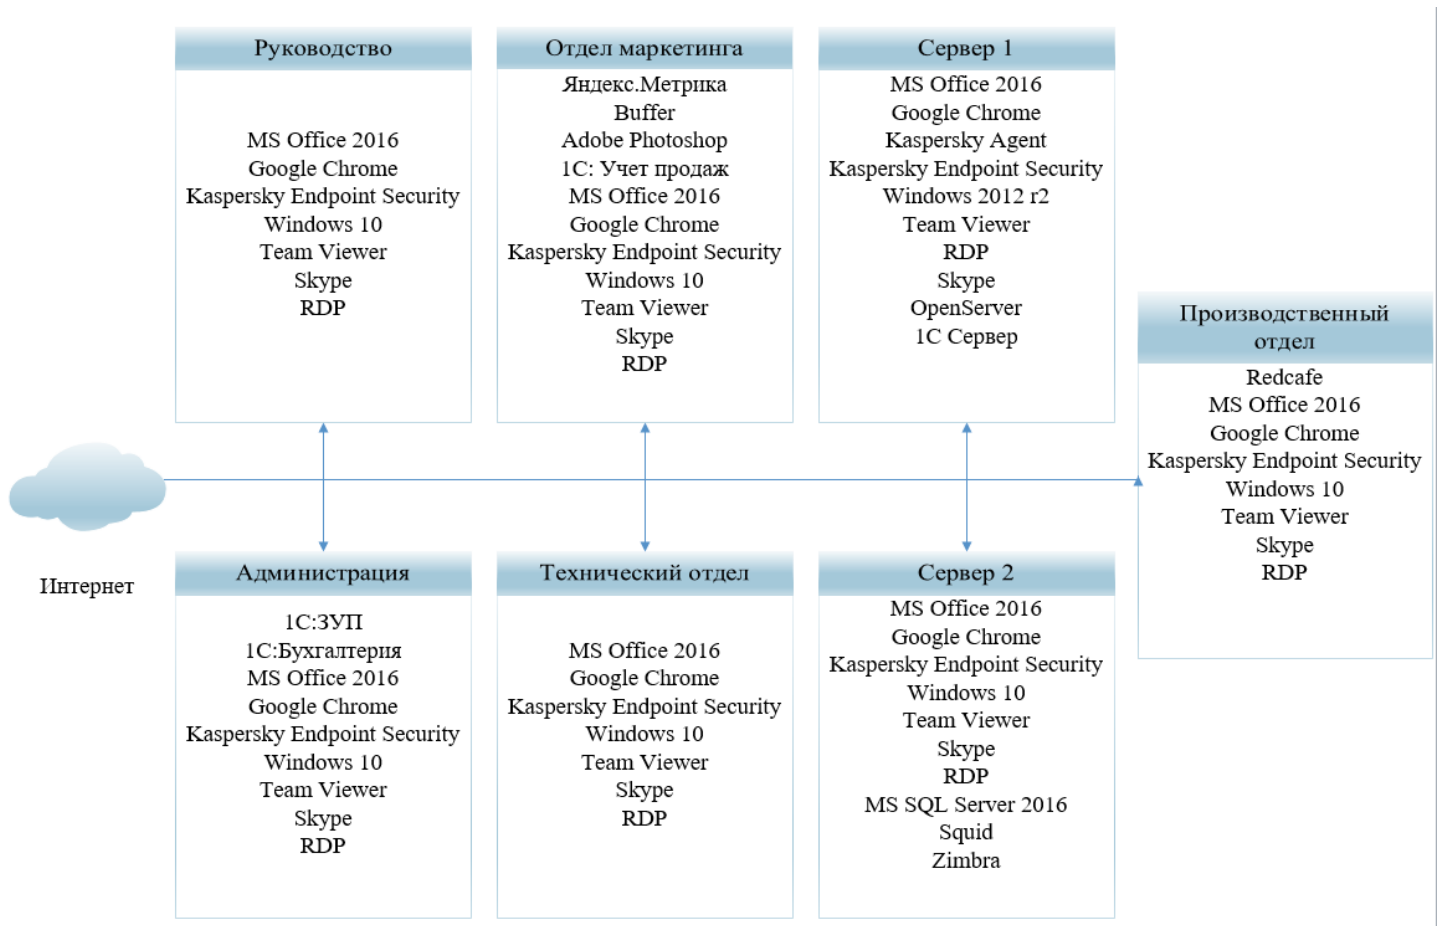 Руководство
MS Office 2016
Google Chrome
Kaspersky Endpoint Security
Windows 10
Team Viewer
Skype
RDP
Отдел маркетинга
Яндекс.Метрика
Buffer
Adobe Photoshop
1С: Учет продаж
MS Office 2016
Google Chrome
Kaspersky Endpoint Security
Windows 10
Team Viewer
Skype
RDP
Сервер 1
MS Office 2016
Google Chrome
Kaspersky Agent
Kaspersky Endpoint Security
Windows 2012 r2
Team Viewer
RDP
Skype
OpenServer
1С Сервер
Производственный
отдел
Redcafe
MS Office 2016
Google Chrome
Kaspersky Endpoint Security
Windows 10
Team Viewer
Skype
RDP
Интернет
Администрация
1С:ЗУП
1С:Бухгалтерия
MS Office 2016
Google Chrome
Kaspersky Endpoint Security
Windows 10
Team Viewer
Skype
RDP
Технический отдел
MS Office 2016
Google Chrome
Kaspersky Endpoint Security
Windows 10
Team Viewer
Skype
RDP
Сервер 2
MS Office 2016
Google Chrome
Kaspersky Endpoint Security
Windows 10
Team Viewer
Skype
RDP
MS SQL Server 2016
Squid
Zimbra